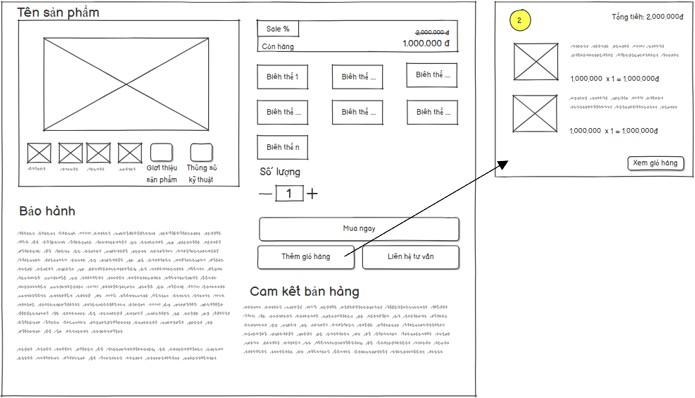 Tên sản phẩm
Sale %
2,000,000 đ
Còn hàng
1.000.000 đ
Biến thể 1
Biến thể ...
Biến thể ...
Biến thể ...
Biến thể ...
Biến thể ...
Biến thể n
Giới thiệu
sản phẩm
Thông số
kỹ thuật
Số lượng
— 1 +
Mua ngay
Thêm giỏ hàng
Liên hệ tư vấn
Bảo hành
Cam kết bán hàng
2
Tổng tiền: 2,000,000đ
1,000,000 x 1 = 1,000,000đ
1,000,000 x 1 = 1,000,000đ
Xem giỏ hàng